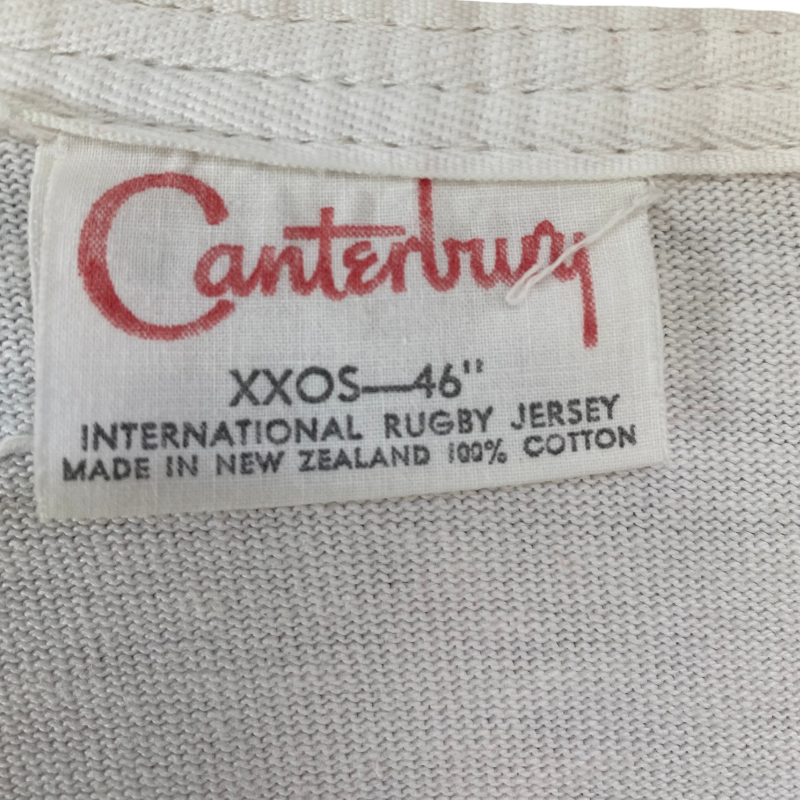 Canterbury
XXOS—46"
INTERNATIONAL RUGBY JERSEY
MADE IN NEW ZEALAND 100% COTTON